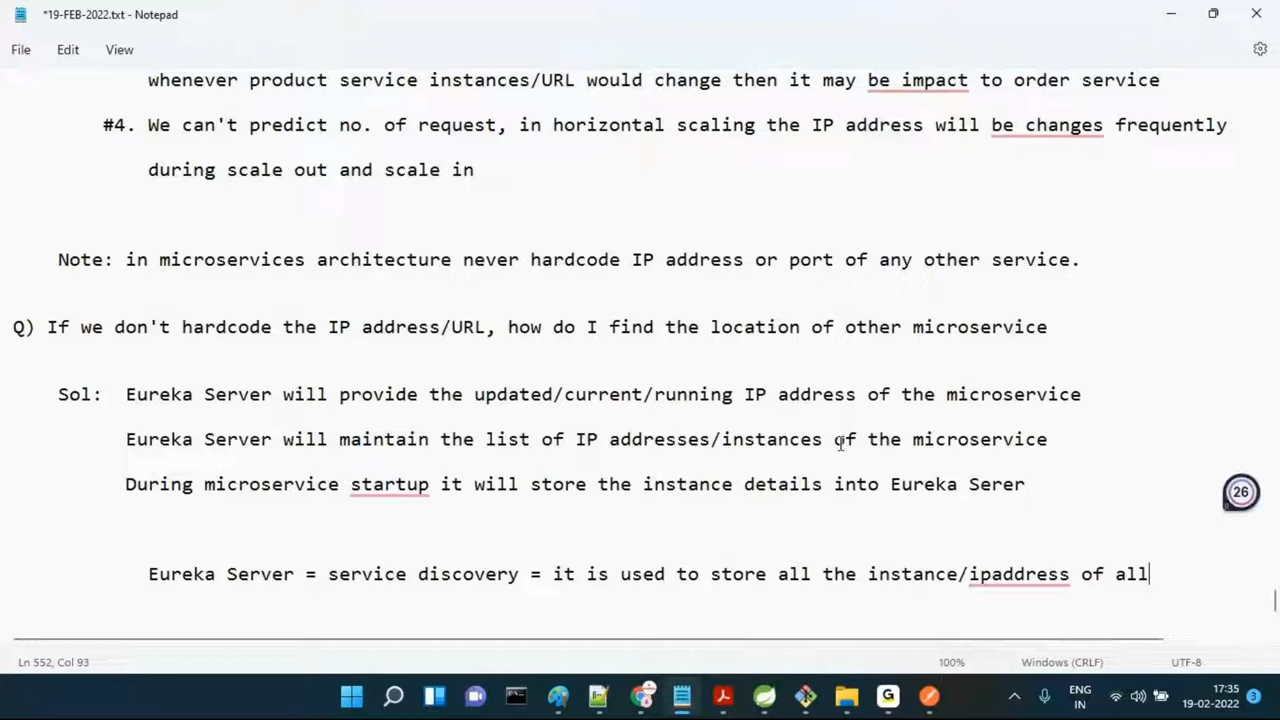 *19-FEB-2022.txt - Notepad
File Edit View
whenever product service instances/URL would change then it may be impact to order service
#4. We can't predict no. of request, in horizontal scaling the IP address will be changes frequently
during scale out and scale in
Note: in microservices architecture never hardcode IP address or port of any other service.
Q) If we don't hardcode the IP address/URL, how do I find the location of other microservice
Sol: Eureka Server will provide the updated/current/running IP address of the microservice
Eureka Server will maintain the list of IP addresses/instances of the microservice
During microservice startup it will store the instance details into Eureka Serer
26
Eureka Server = service discovery = it is used to store all the instance/ipaddress of all
Ln 552, Col 93 100% Windows (CRLF) UTF-8
ENG 17:35
IN 19-02-2022 3